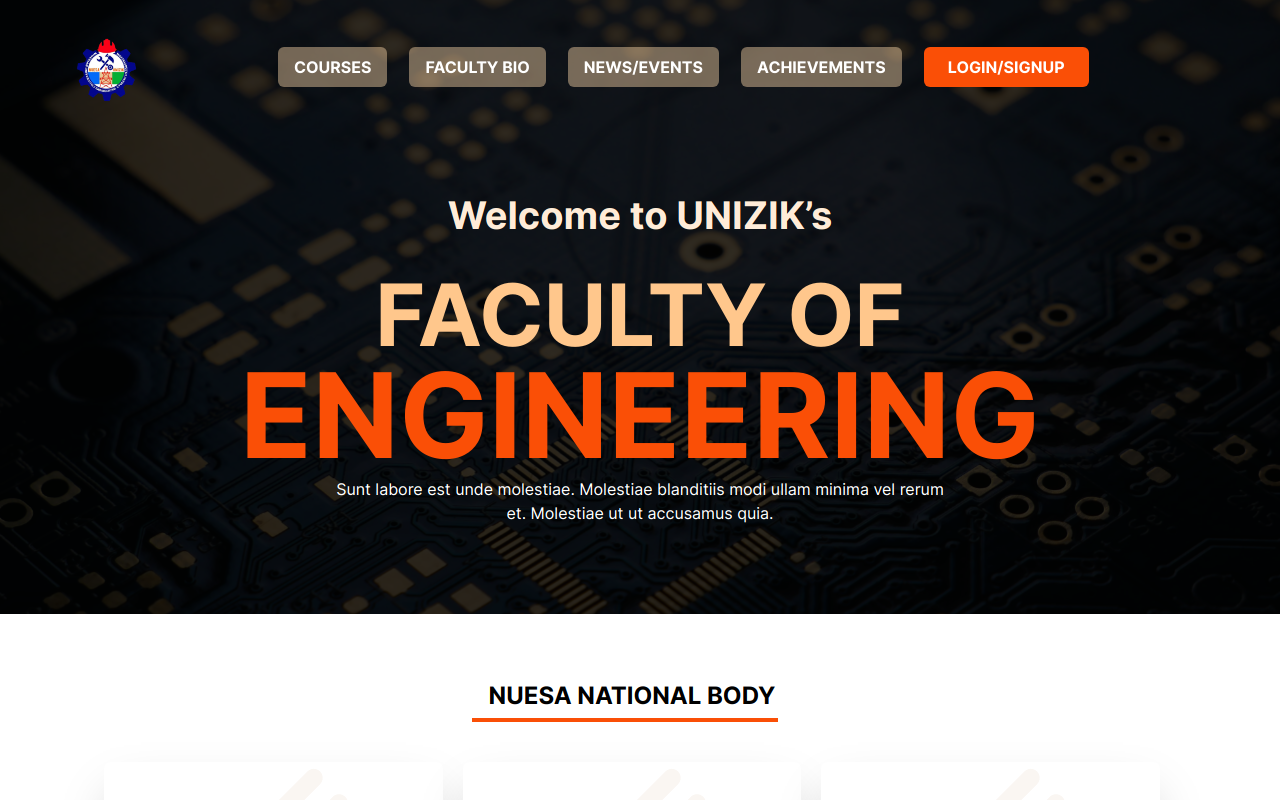 COURSES
FACULTY BIO
NEWS/EVENTS
ACHIEVEMENTS
LOGIN/SIGNUP
Welcome to UNIZIK’s
FACULTY OF
ENGINEERING
Sunt labore est unde molestiae. Molestiae blanditiis modi ullam minima vel rerum
et. Molestiae ut ut accusamus quia.
NUESA NATIONAL BODY